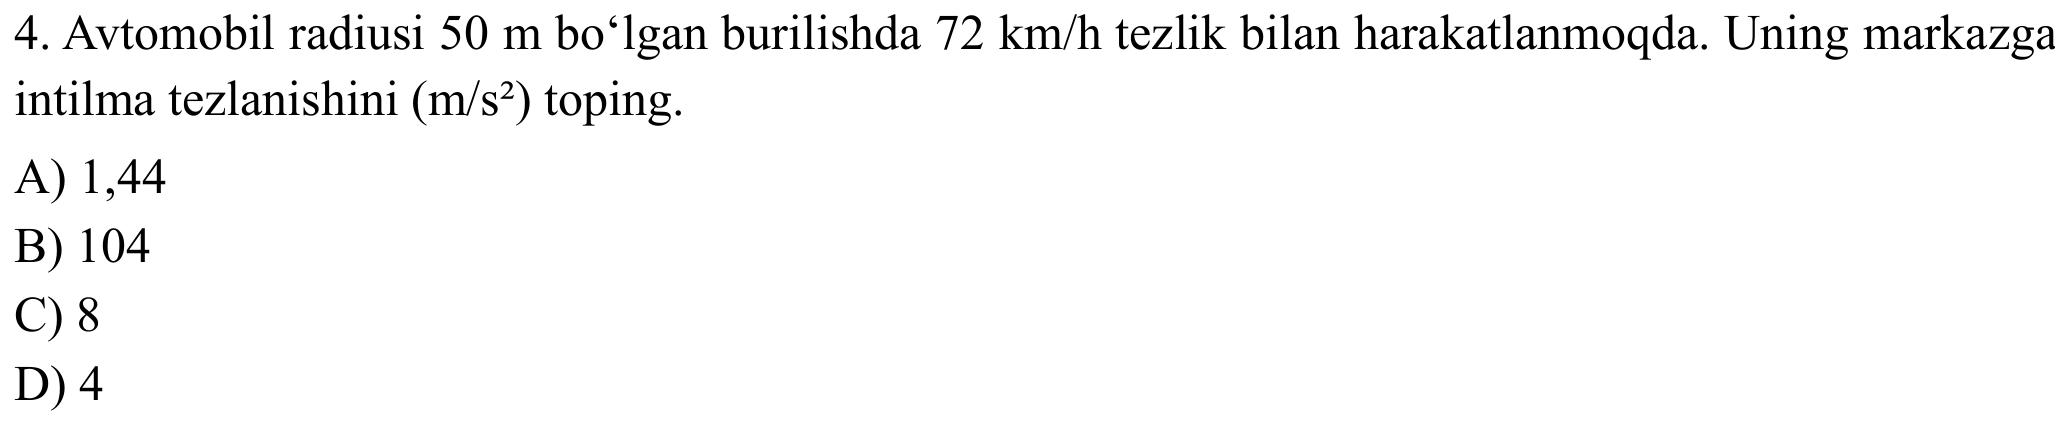 4. Avtomobil radiusi 50 m bo‘lgan burilishda 72 km/h tezlik bilan harakatlanmoqda. Uning markazga
intilma tezlanishini (m/s²) toping.
A) 1,44
B) 104
C) 8
D) 4